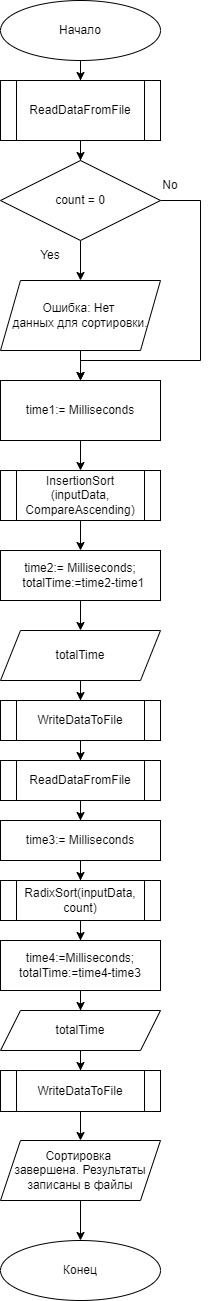 Начало
ReadDataFromFile
count = 0
No
Yes
Ошибка: Нет
данных для сортировки.
time1:= Milliseconds
InsertionSort
(inputData,
CompareAscending)
time2:= Milliseconds;
totalTime:=time2-time1
totalTime
WriteDataToFile
ReadDataFromFile
time3:= Milliseconds
RadixSort(inputData,
count)
time4:=Milliseconds;
totalTime:=time4-time3
totalTime
WriteDataToFile
Сортировка
завершена. Результаты
записаны в файлы
Конец